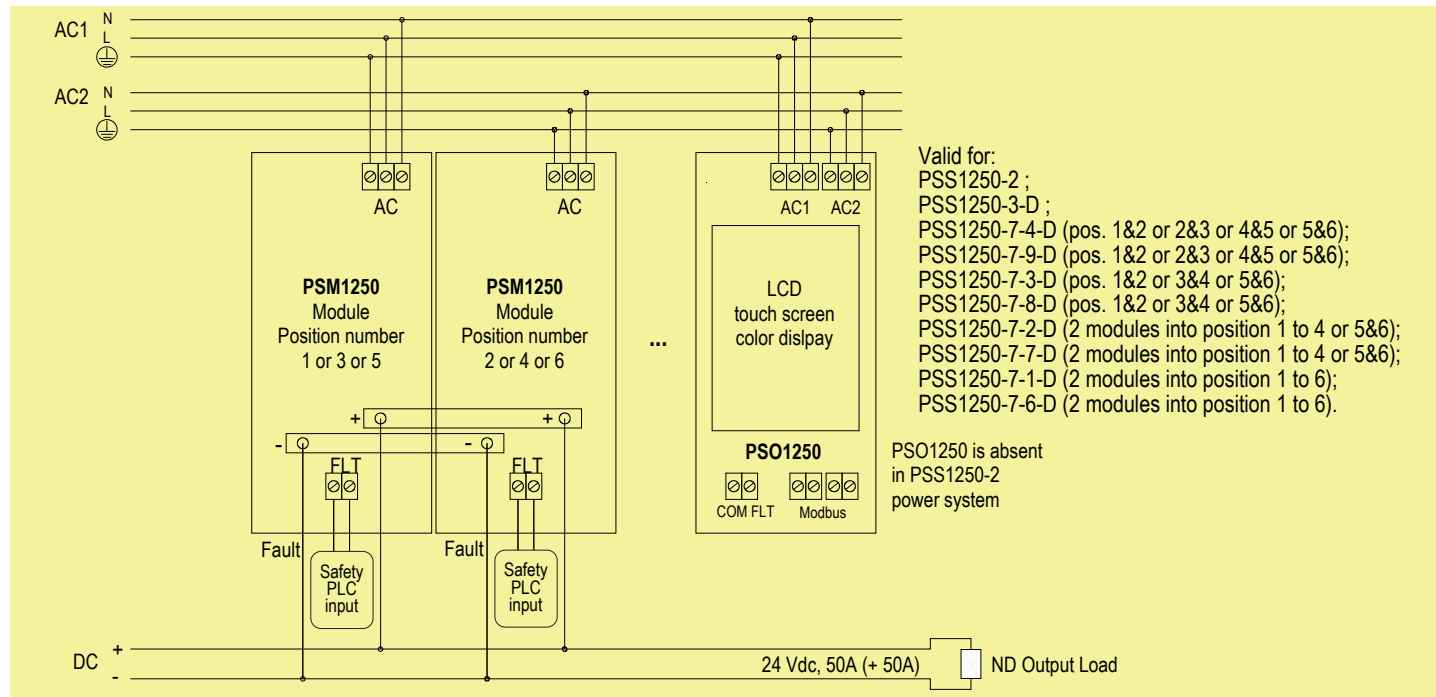 AC1 N
L
AC2 N
L
AC
AC
AC1 AC2
PSM1250
Module
Position number
1 or 3 or 5
PSM1250
Module
Position number
2 or 4 or 6
...
LCD
touch screen
color dislpay
Valid for:
PSS1250-2 ;
PSS1250-3-D ;
PSS1250-7-4-D (pos. 1&2 or 2&3 or 4&5 or 5&6);
PSS1250-7-9-D (pos. 1&2 or 2&3 or 4&5 or 5&6);
PSS1250-7-3-D (pos. 1&2 or 3&4 or 5&6);
PSS1250-7-8-D (pos. 1&2 or 3&4 or 5&6);
PSS1250-7-2-D (2 modules into position 1 to 4 or 5&6);
PSS1250-7-7-D (2 modules into position 1 to 4 or 5&6);
PSS1250-7-1-D (2 modules into position 1 to 6);
PSS1250-7-6-D (2 modules into position 1 to 6).
+ +
- -
FLT
FLT
PSO1250
COM FLT Modbus
PSO1250 is absent
in PSS1250-2
power system
Fault
Safety
PLC
input
Fault
Safety
PLC
input
DC +
-
24 Vdc, 50A (+ 50A)
ND Output Load